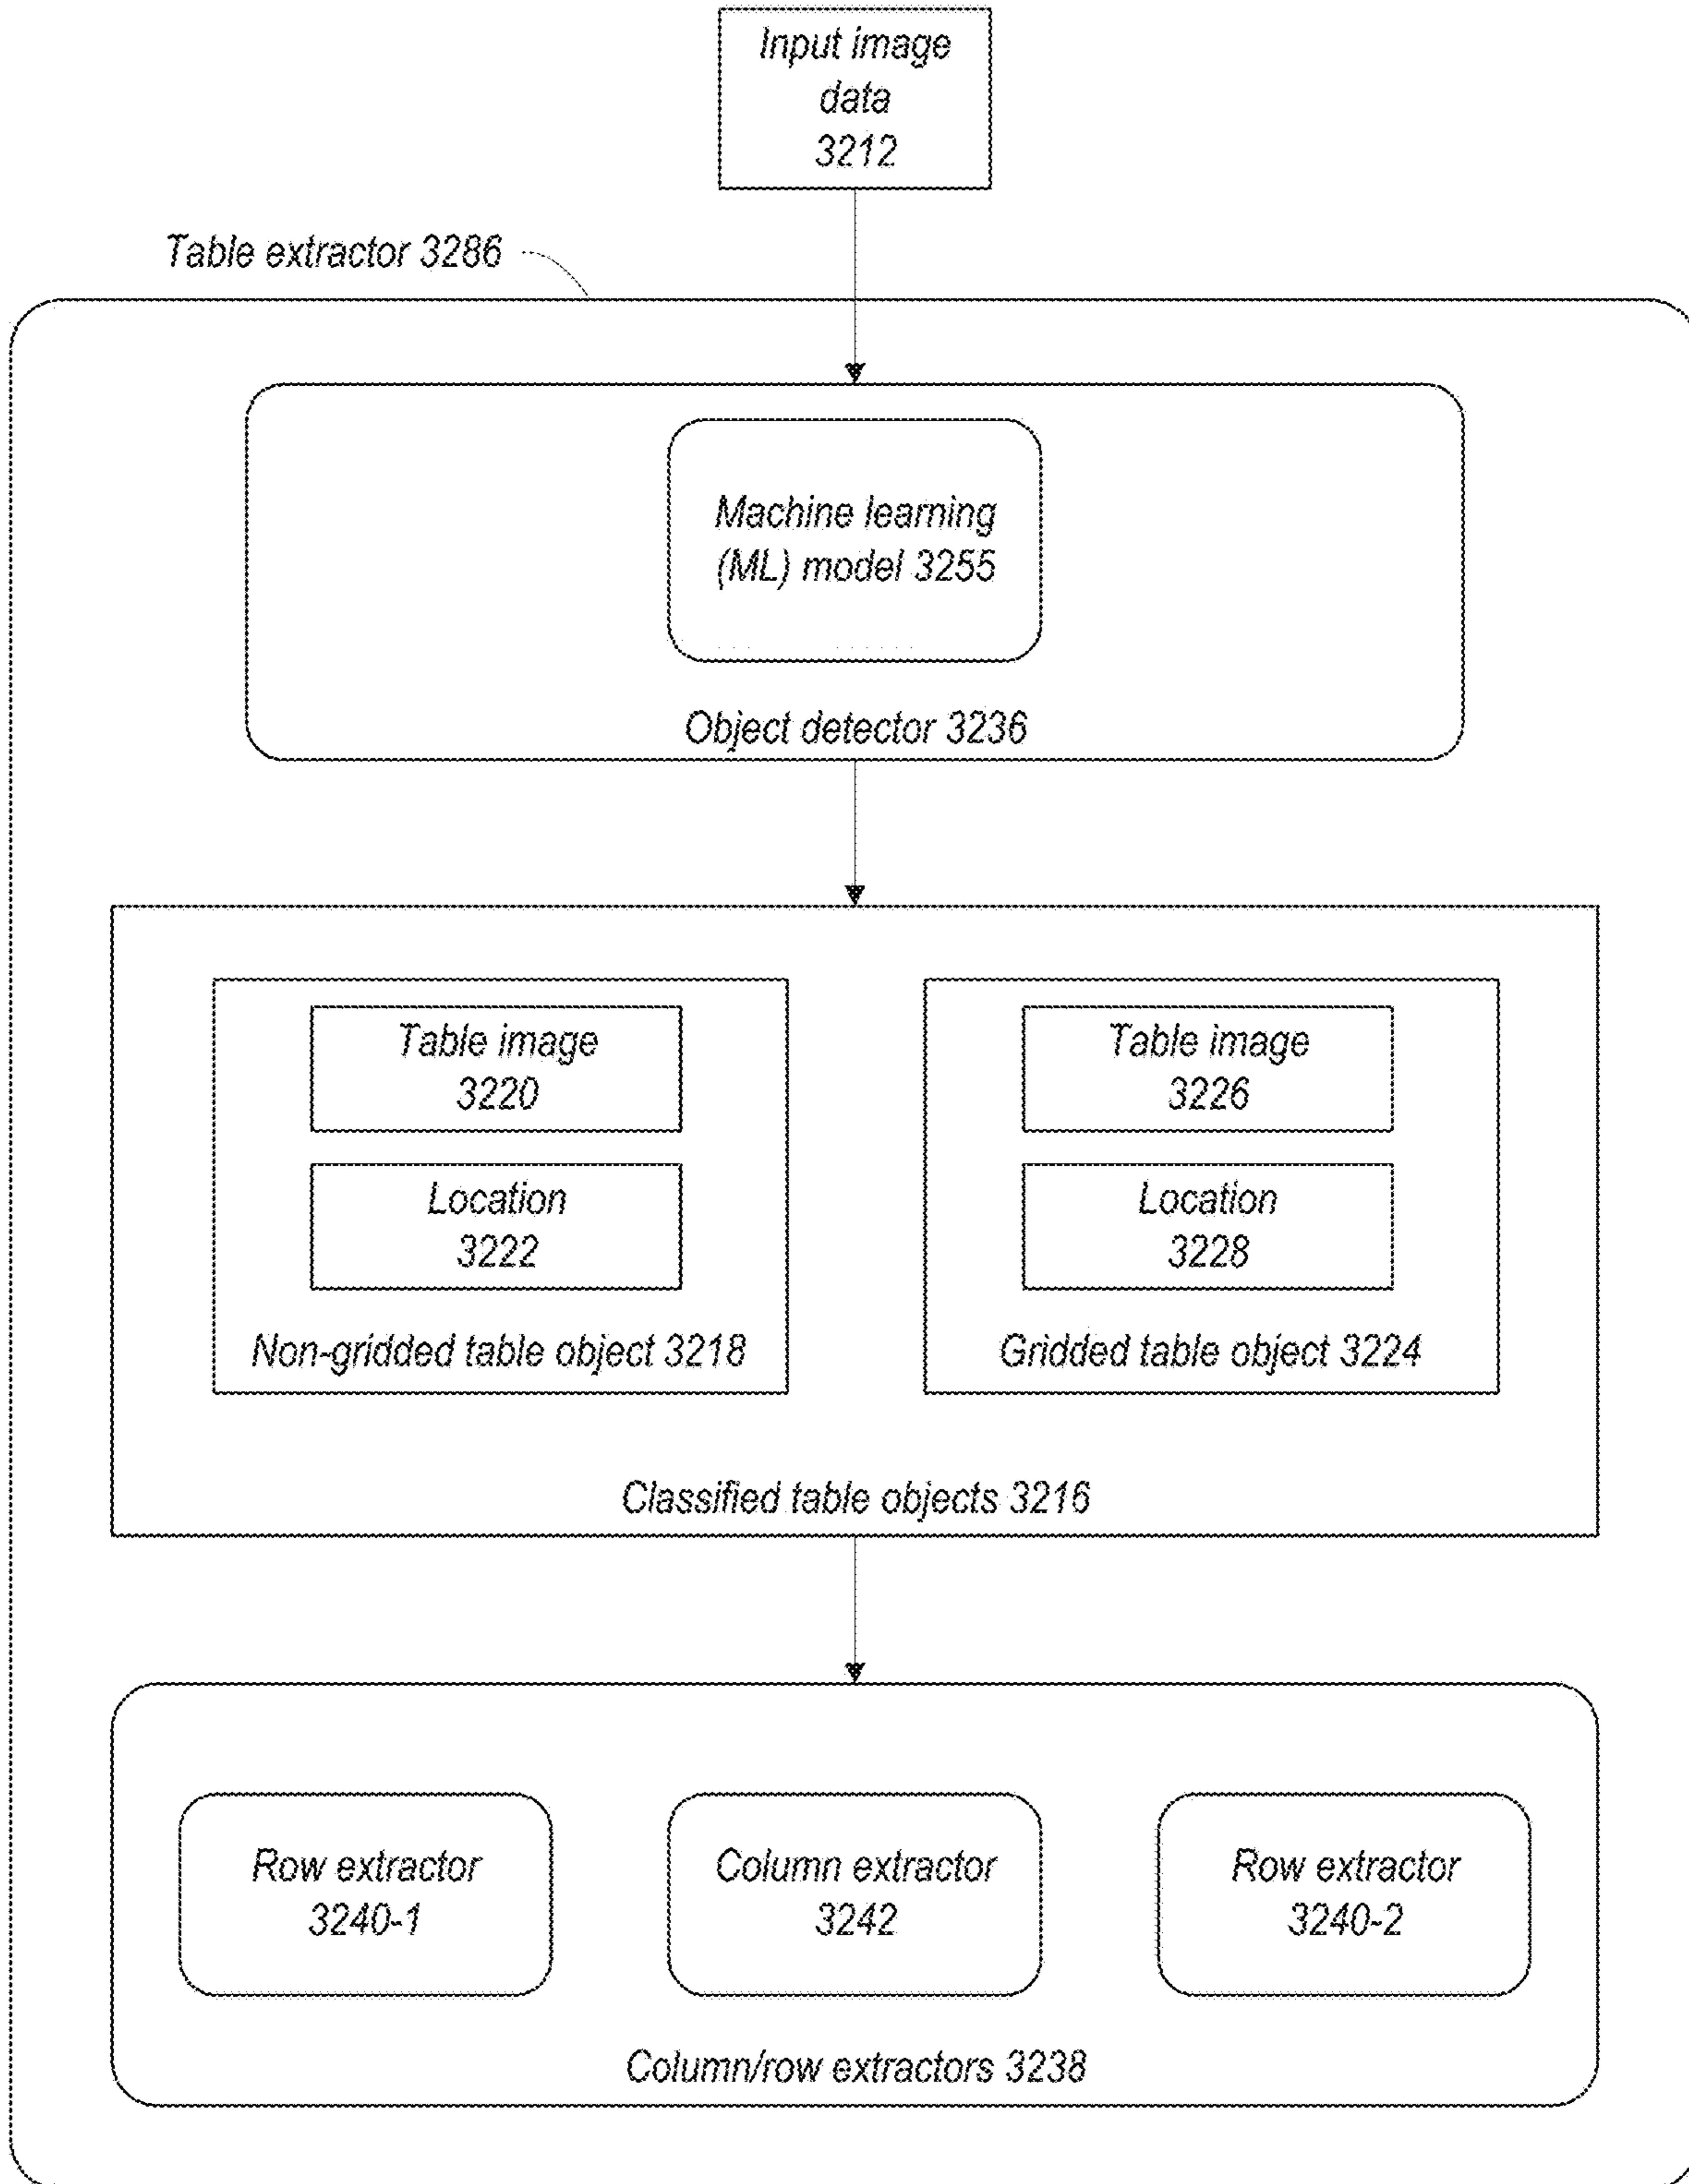 Input image
data
3212
Table extractor 3286
Machine learning
(ML) model 3255
Object detector 3236
Table image
3220
Location
3222
Non-gridded table object 3218
Table image
3226
Location
3228
Gridded table object 3224
Classified table objects 3216
Row extractor
3240-1
Column extractor
3242
Row extractor
3240-2
Column/row extractors 3238